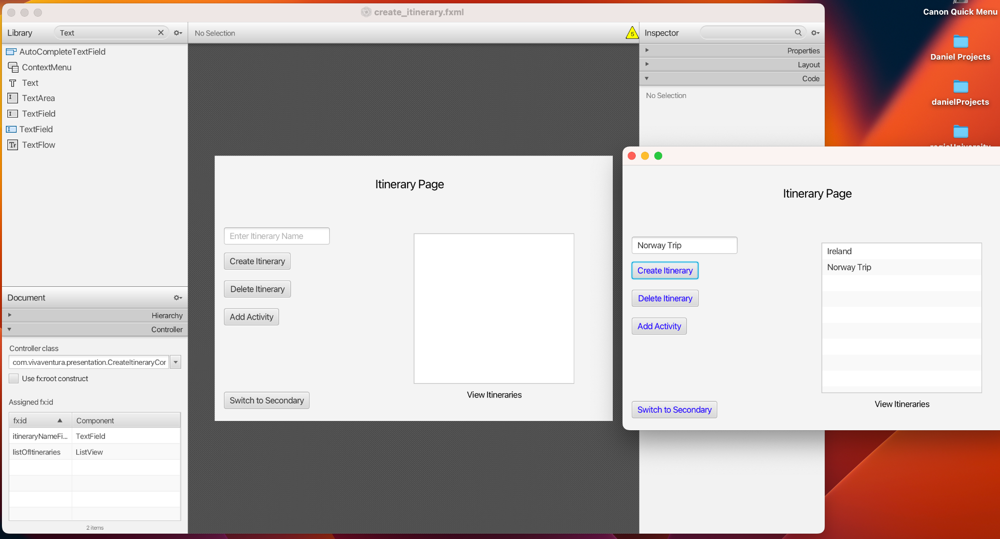 create_itinerary.fxml
Canon Quick Menu
Library
Text
No Selection
5
Inspector
AutoCompleteTextField
ContextMenu
Text
TextArea
TextField
TextField
TextFlow
Properties
Layout
Code
No Selection
Daniel Projects
danielProjects
Itinerary Page
Enter Itinerary Name
Create Itinerary
Delete Itinerary
Add Activity
Switch to Secondary
View Itineraries
Itinerary Page
Norway Trip
Create Itinerary
Delete Itinerary
Add Activity
Switch to Secondary
Ireland
Norway Trip
View Itineraries
Document
Hierarchy
Controller
Controller class
com.vivaventura.presentation.CreateItineraryCor
Use fx:root construct
Assigned fx:id
fx:id Component
itineraryNameFi... TextField
listOfItineraries ListView
2 items